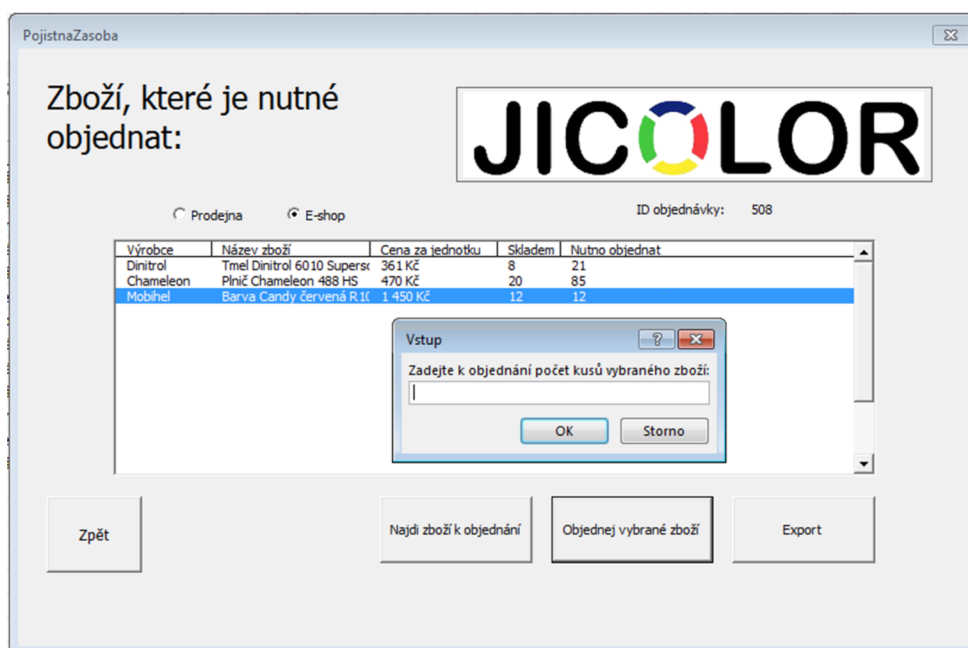 PojistnaZasoba
Zboží, které je nutné
objednat:
JICOLOR
Prodejna E-shop
ID objednávky: 508
Výrobce Název zboží Cena za jednotku Skladem Nutno objednat
Dinitrol Tmel Dinitrol 6010 Supersc 361 Kč 8 21
Chameleon Plnič Chameleon 488 HS 470 Kč 20 85
Mobihel Barva Candy červená R10 1 450 Kč 12 12
Vstup
Zadejte k objednání počet kusů vybraného zboží:
OK Storno
Zpět
Najdi zboží k objednání
Objednej vybrané zboží
Export